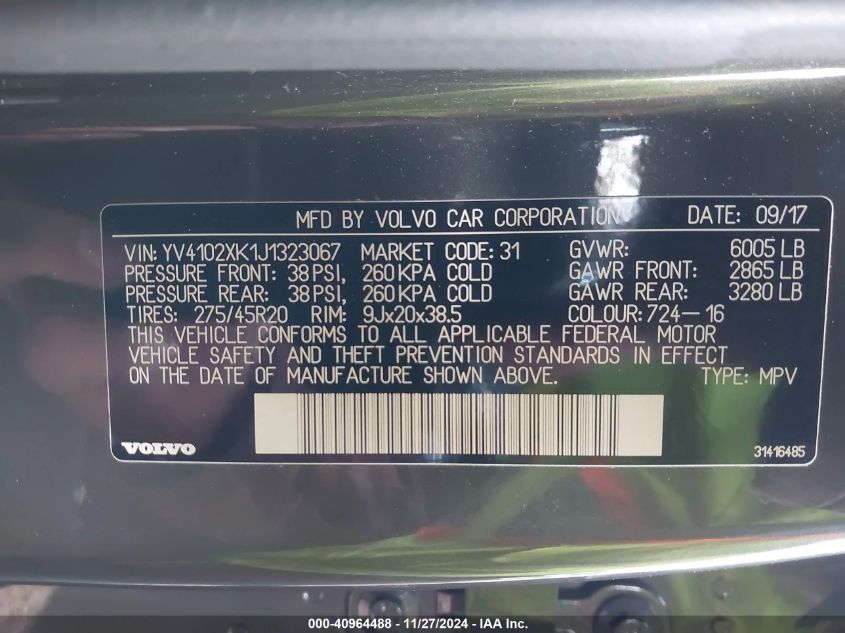 MFD BY VOLVO CAR CORPORATION DATE: 09/17
VIN: YV4102XK1J1323067 MARKET CODE: 31 GVWR: 6005 LB
PRESSURE FRONT: 38 PSI, 260 KPA COLD GAWR FRONT: 2865 LB
PRESSURE REAR: 38 PSI, 260 KPA COLD GAWR REAR: 3280 LB
TIRES: 275/45R20 RIM: 9Jx20x38.5 COLOUR: 724-16
THIS VEHICLE CONFORMS TO ALL APPLICABLE FEDERAL MOTOR
VEHICLE SAFETY AND THEFT PREVENTION STANDARDS IN EFFECT
ON THE DATE OF MANUFACTURE SHOWN ABOVE. TYPE: MPV
VOLVO 31416485
000-40964488 - 11/27/2024 - IAA Inc.